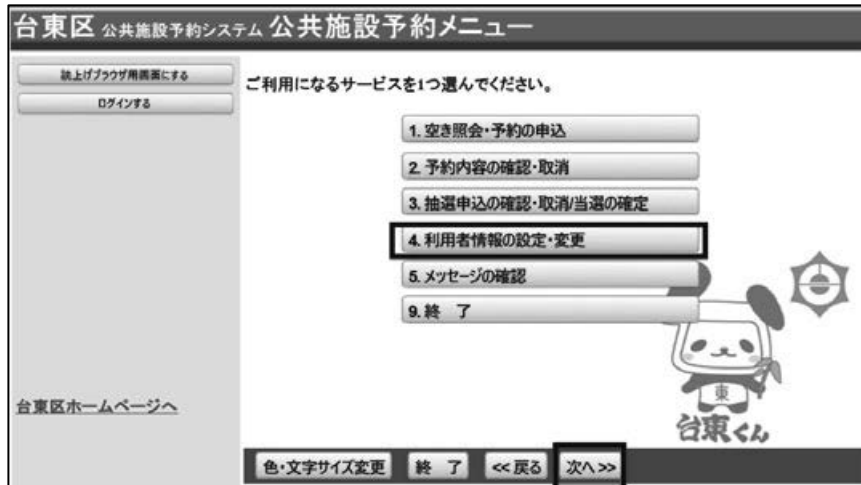 台東区 公共施設予約システム 公共施設予約メニュー
読上げブラウザ用画面にする
ログインする
ご利用になるサービスを1つ選んでください。
1. 空き照会・予約の申込
2. 予約内容の確認・取消
3. 抽選申込の確認・取消/当選の確定
4. 利用者情報の設定・変更
5. メッセージの確認
9. 終 了
東
台東くん
台東区ホームページへ
色・文字サイズ変更 終 了 <<戻る 次へ>>